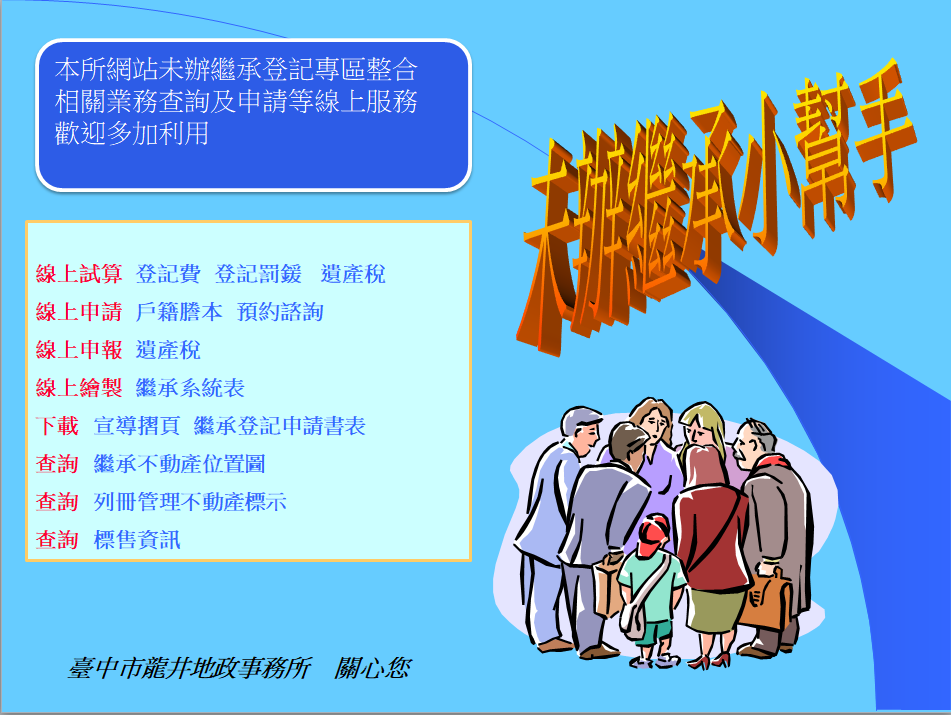 本所網站未辦繼承登記專區整合
相關業務查詢及申請等線上服務
歡迎多加利用
未辦繼承小幫手
線上試算 登記費 登記罰鍰 遺產稅
線上申請 戶籍謄本 預約諮詢
線上申報 遺產稅
線上繪製 繼承系統表
下載 宣導摺頁 繼承登記申請書表
查詢 繼承不動產位置圖
查詢 列冊管理不動產標示
查詢 標售資訊
臺中市龍井地政事務所 關心您